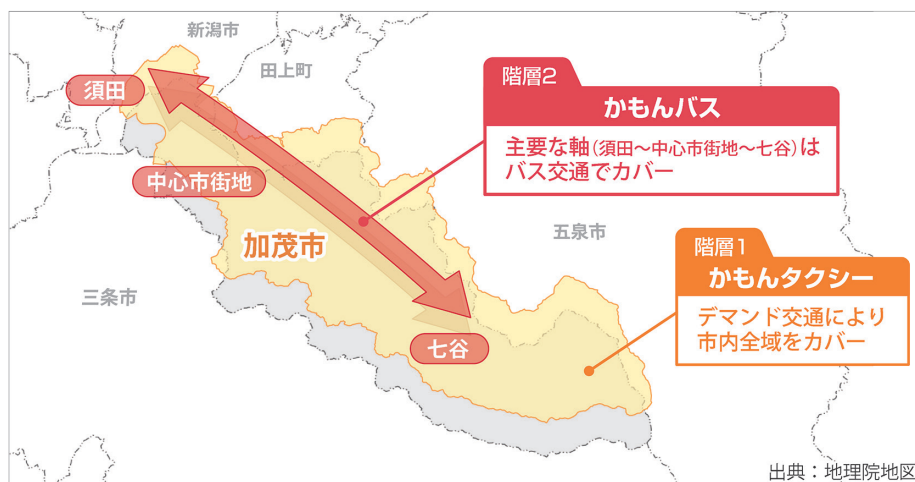 新潟市
田上町
須田
中心市街地
加茂市
三条市
七谷
五泉市
階層2
かもんバス
主要な軸(須田～中心市街地～七谷)は
バス交通でカバー
階層1
かもんタクシー
デマンド交通により
市内全域をカバー
出典：地理院地図